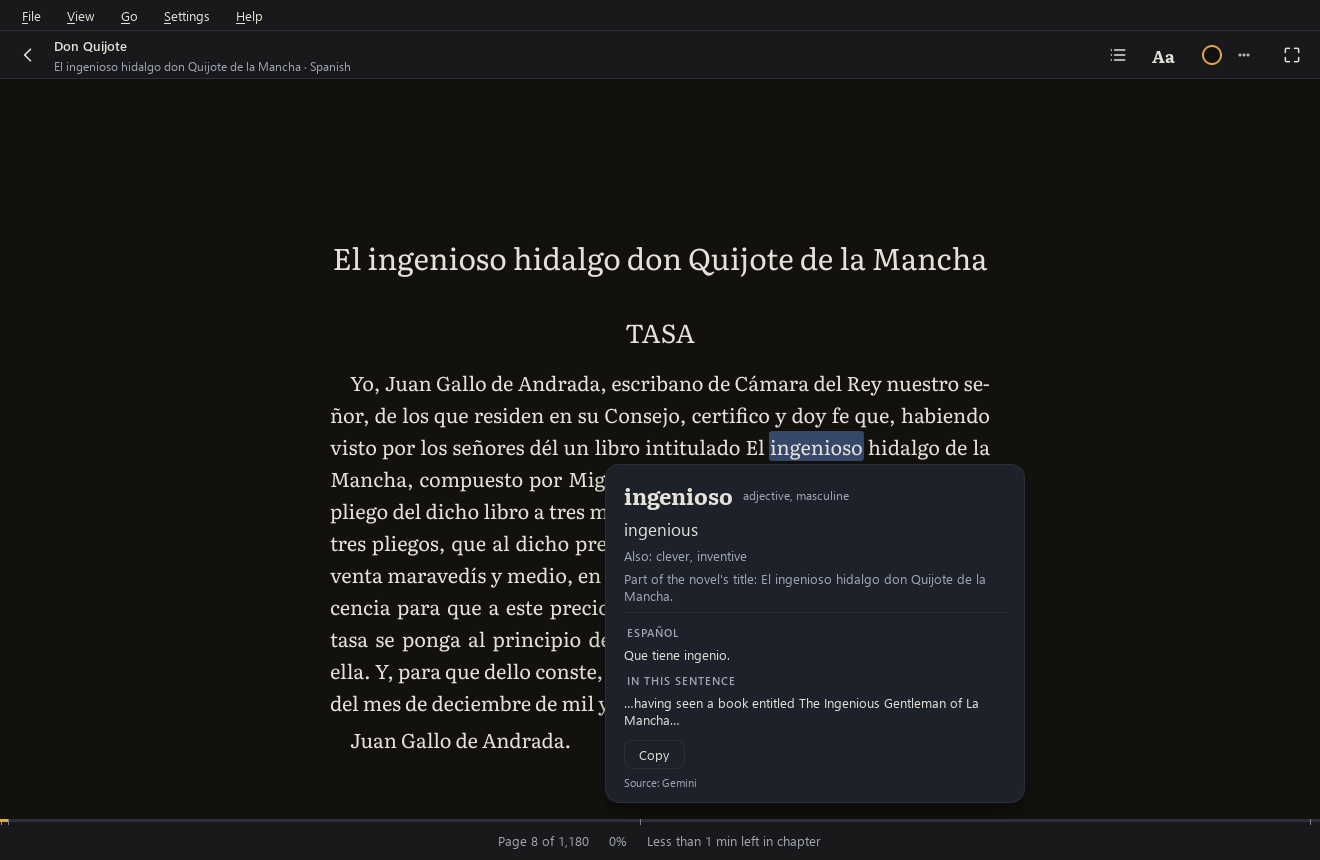 File View Go Settings Help
Don Quijote
El ingenioso hidalgo don Quijote de la Mancha · Spanish
Aa
El ingenioso hidalgo don Quijote de la Mancha
TASA
Yo, Juan Gallo de Andrada, escribano de Cámara del Rey nuestro se-
ñor, de los que residen en su Consejo, certifico y doy fe que, habiendo
visto por los señores dél un libro intitulado El ingenioso hidalgo de la
Mancha, compuesto por Mig
pliego del dicho libro a tres m
tres pliegos, que al dicho pre
venta maravedís y medio, en
cencia para que a este precio
tasa se ponga al principio de
ella. Y, para que dello conste,
del mes de deciembre de mil y
Juan Gallo de Andrada.
ingenioso adjective, masculine
ingenious
Also: clever, inventive
Part of the novel's title: El ingenioso hidalgo don Quijote de la
Mancha.
ESPAÑOL
Que tiene ingenio.
IN THIS SENTENCE
…having seen a book entitled The Ingenious Gentleman of La
Mancha…
Copy
Source: Gemini
Page 8 of 1,180 0% Less than 1 min left in chapter